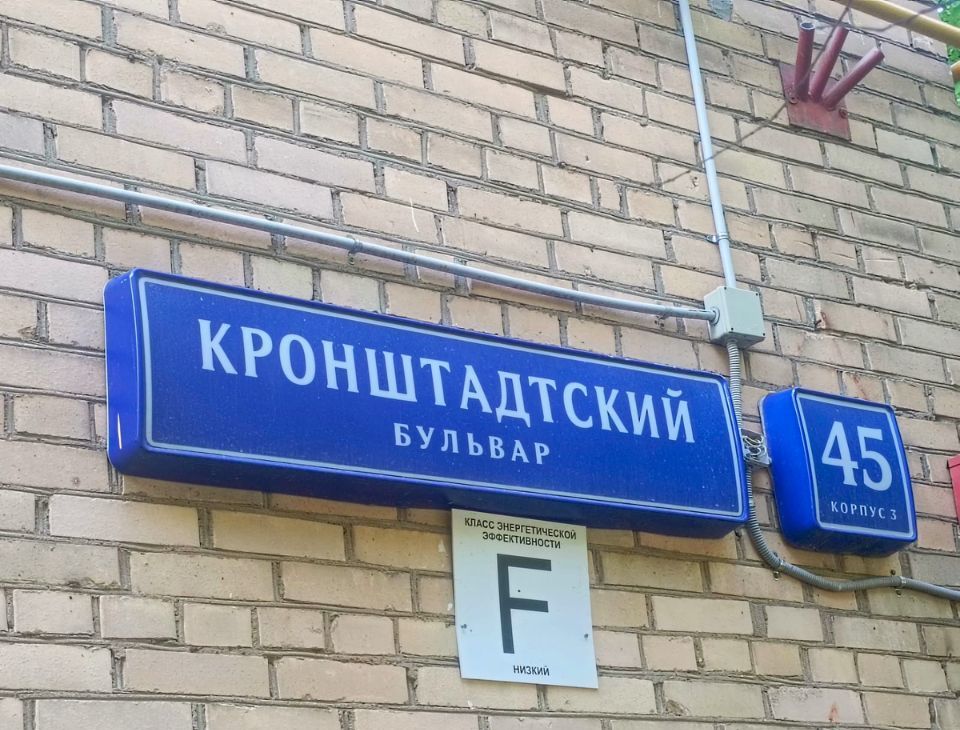 КРОНШТАДТСКИЙ
БУЛЬВАР
45
КОРПУС 3
КЛАСС ЭНЕРГЕТИЧЕСКОЙ
ЭФФЕКТИВНОСТИ
F
НИЗКИЙ